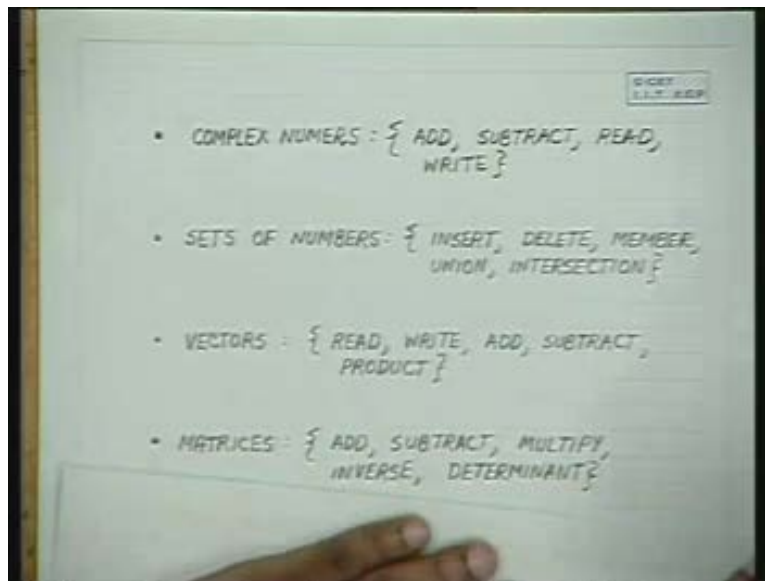 I.I.T. KGP
• COMPLEX NUMERS : { ADD, SUBTRACT, READ,
WRITE }
• SETS OF NUMBERS : { INSERT, DELETE, MEMBER,
UNION, INTERSECTION }
• VECTORS : { READ, WRITE, ADD, SUBTRACT,
PRODUCT }
• MATRICES : { ADD, SUBTRACT, MULTIPY,
INVERSE, DETERMINANT }